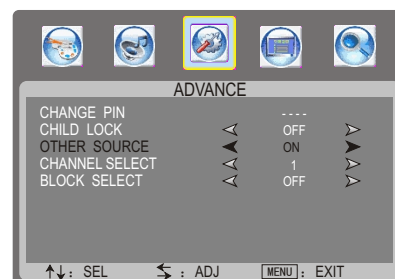 ADVANCE
CHANGE PIN - - - -
CHILD LOCK OFF
OTHER SOURCE ON
CHANNEL SELECT 1
BLOCK SELECT OFF
: SEL : ADJ MENU : EXIT